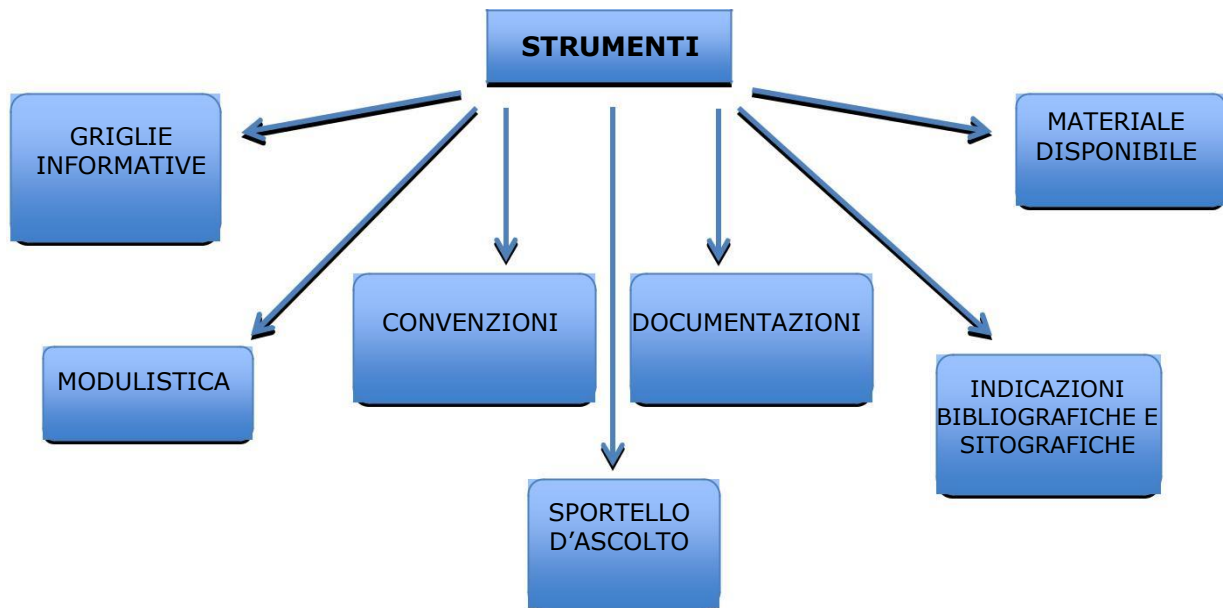 STRUMENTI
GRIGLIE
INFORMATIVE
MATERIALE
DISPONIBILE
CONVENZIONI
DOCUMENTAZIONI
MODULISTICA
INDICAZIONI
BIBLIOGRAFICHE E
SITOGRAFICHE
SPORTELLO
D’ASCOLTO